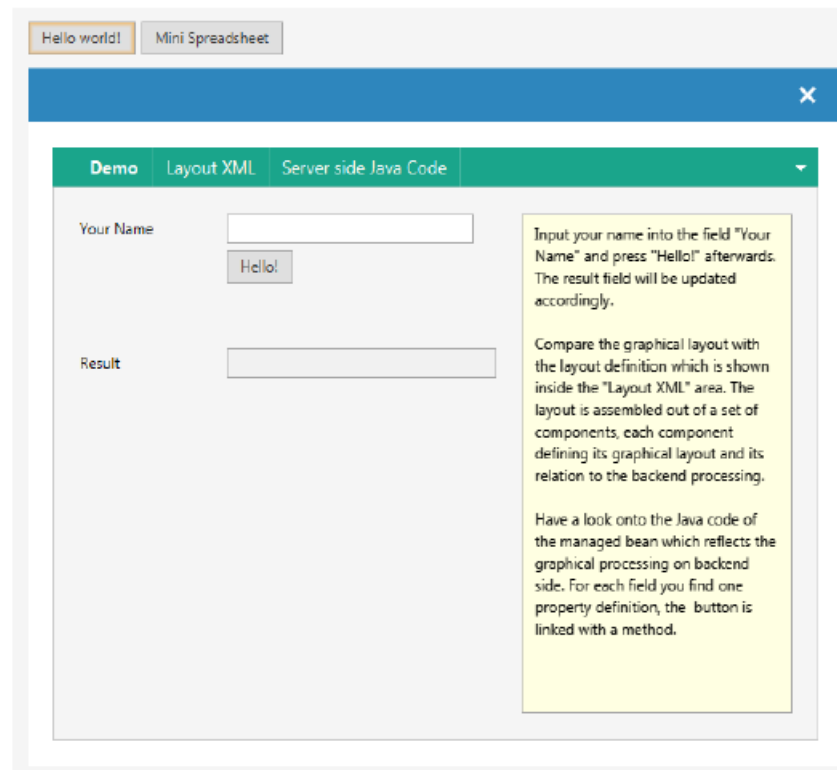 Hello world! Mini Spreadsheet
Demo Layout XML Server side Java Code
Your Name
Hello!
Result
Input your name into the field "Your
Name" and press "Hello!" afterwards.
The result field will be updated
accordingly.
Compare the graphical layout with
the layout definition which is shown
inside the "Layout XML" area. The
layout is assembled out of a set of
components, each component
defining its graphical layout and its
relation to the backend processing.
Have a look onto the Java code of
the managed bean which reflects the
graphical processing on backend
side. For each field you find one
property definition, the button is
linked with a method.